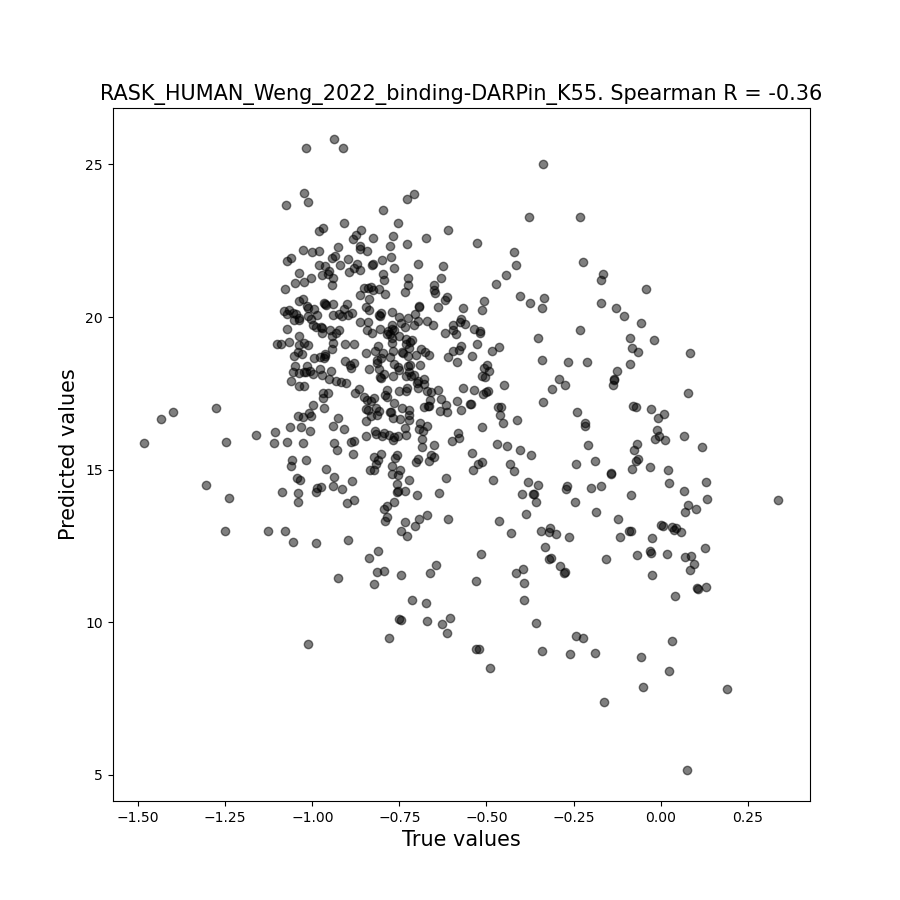 RASK_HUMAN_Weng_2022_binding-DARPin_K55. Spearman R = -0.36
25
20
15
10
5
Predicted values
−1.50 −1.25 −1.00 −0.75 −0.50 −0.25 0.00 0.25
True values